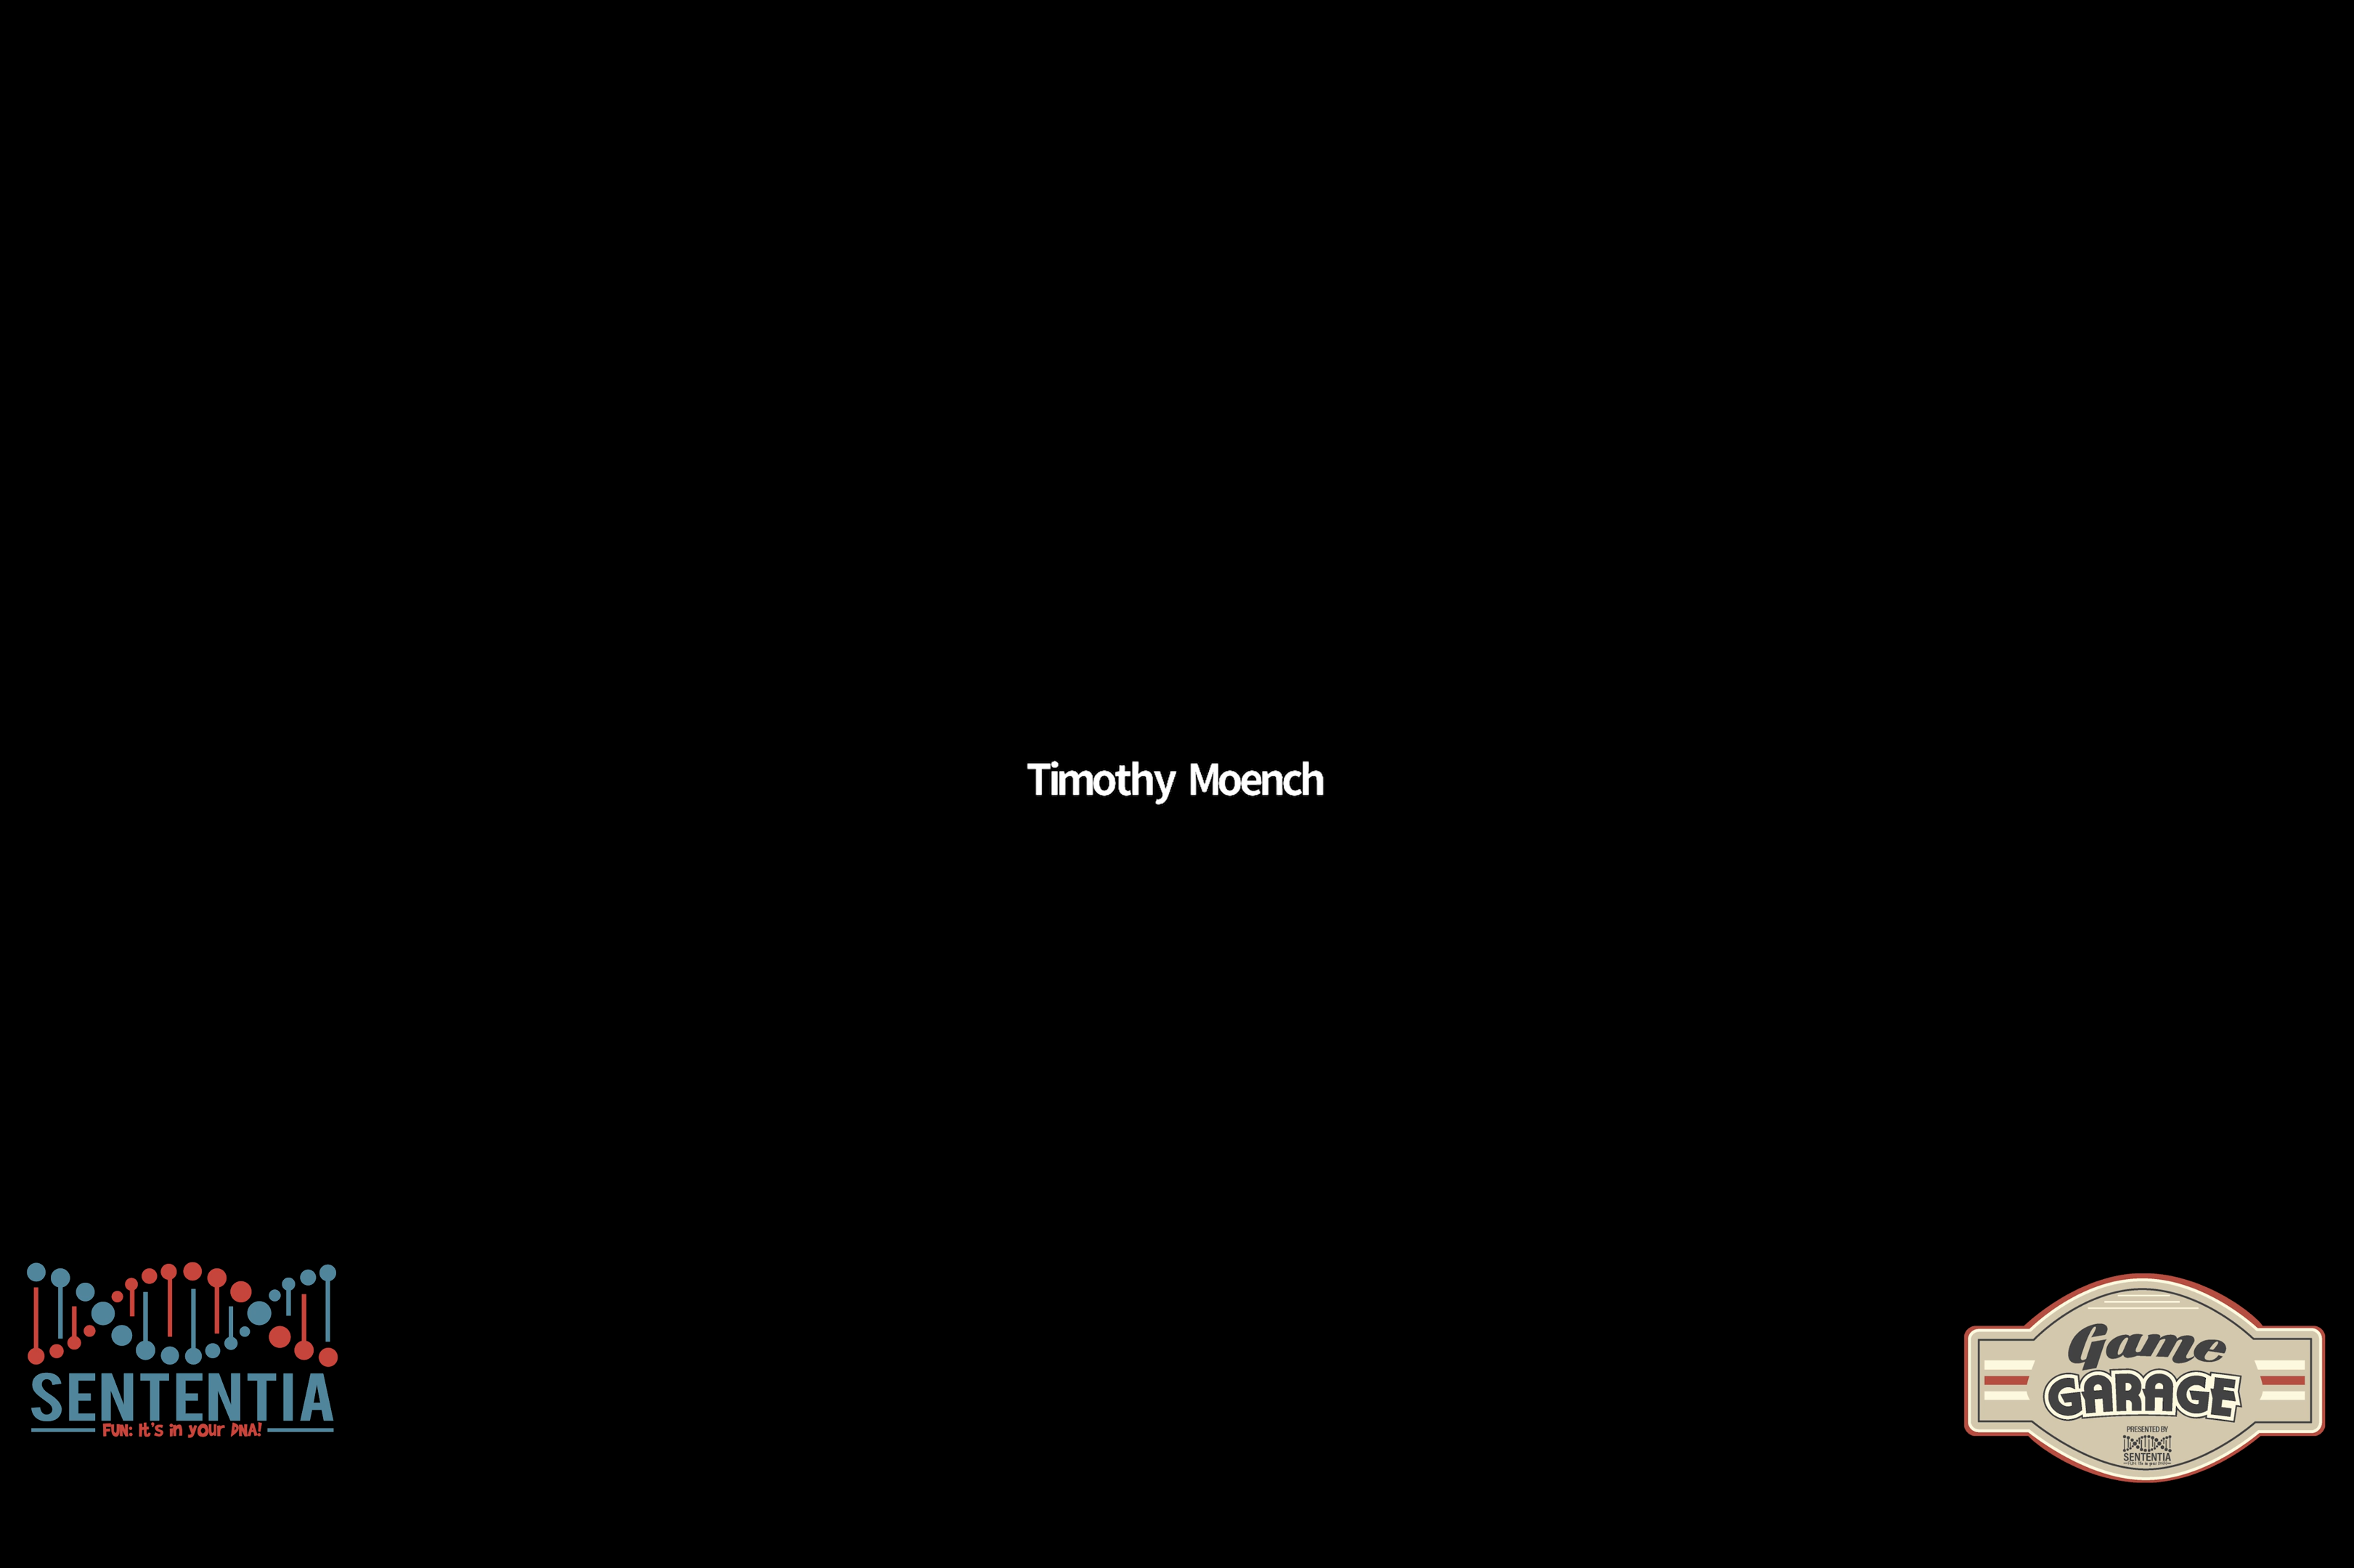 Timothy Moench
SENTENTIA
FUN: It's in your DNA!
Game
GARAGE
PRESENTED BY
SENTENTIA